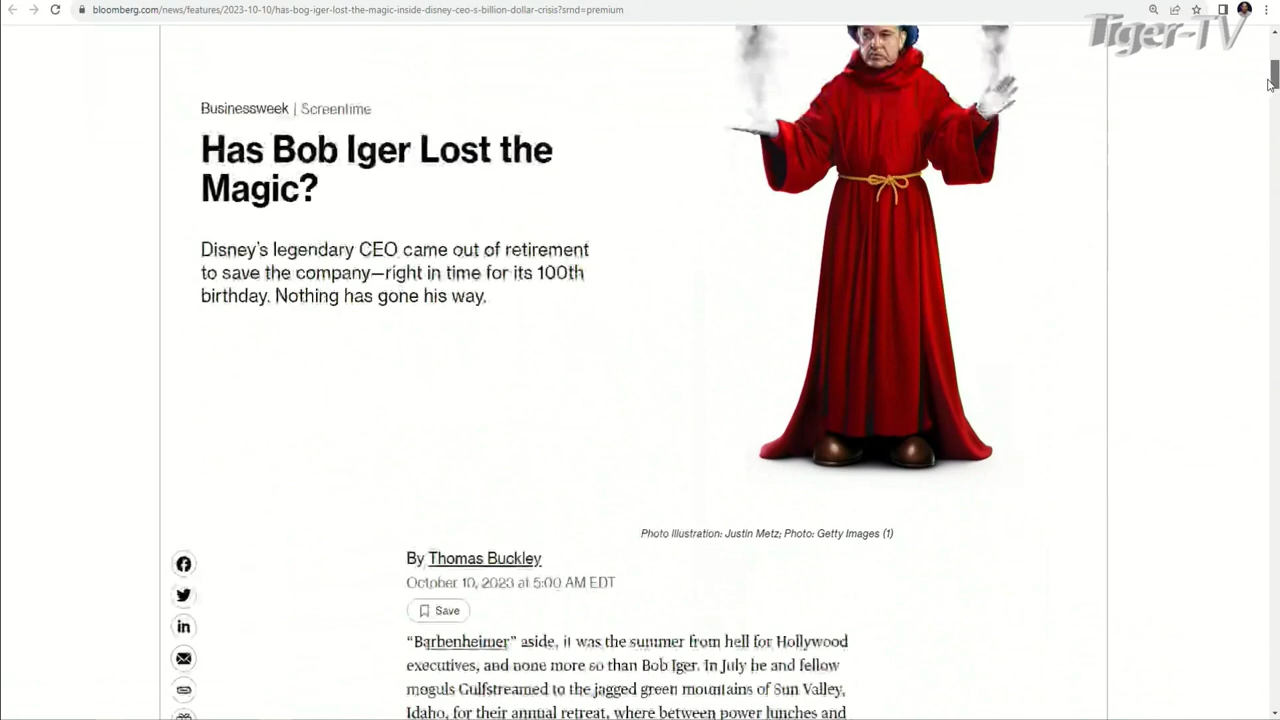 bloomberg.com/news/features/2023-10-10/has-bog-iger-lost-the-magic-inside-disney-ceo-s-billion-dollar-crisis?srnd=premium
Tiger-TV
Businessweek | Screentime
Has Bob Iger Lost the
Magic?
Disney's legendary CEO came out of retirement
to save the company—right in time for its 100th
birthday. Nothing has gone his way.
Photo Illustration: Justin Metz; Photo: Getty Images (1)
By Thomas Buckley
October 10, 2023 at 5:00 AM EDT
Save
“Barbenheimer” aside, it was the summer from hell for Hollywood
executives, and none more so than Bob Iger. In July he and fellow
moguls Gulfstreamed to the jagged green mountains of Sun Valley,
Idaho, for their annual retreat, where between power lunches and